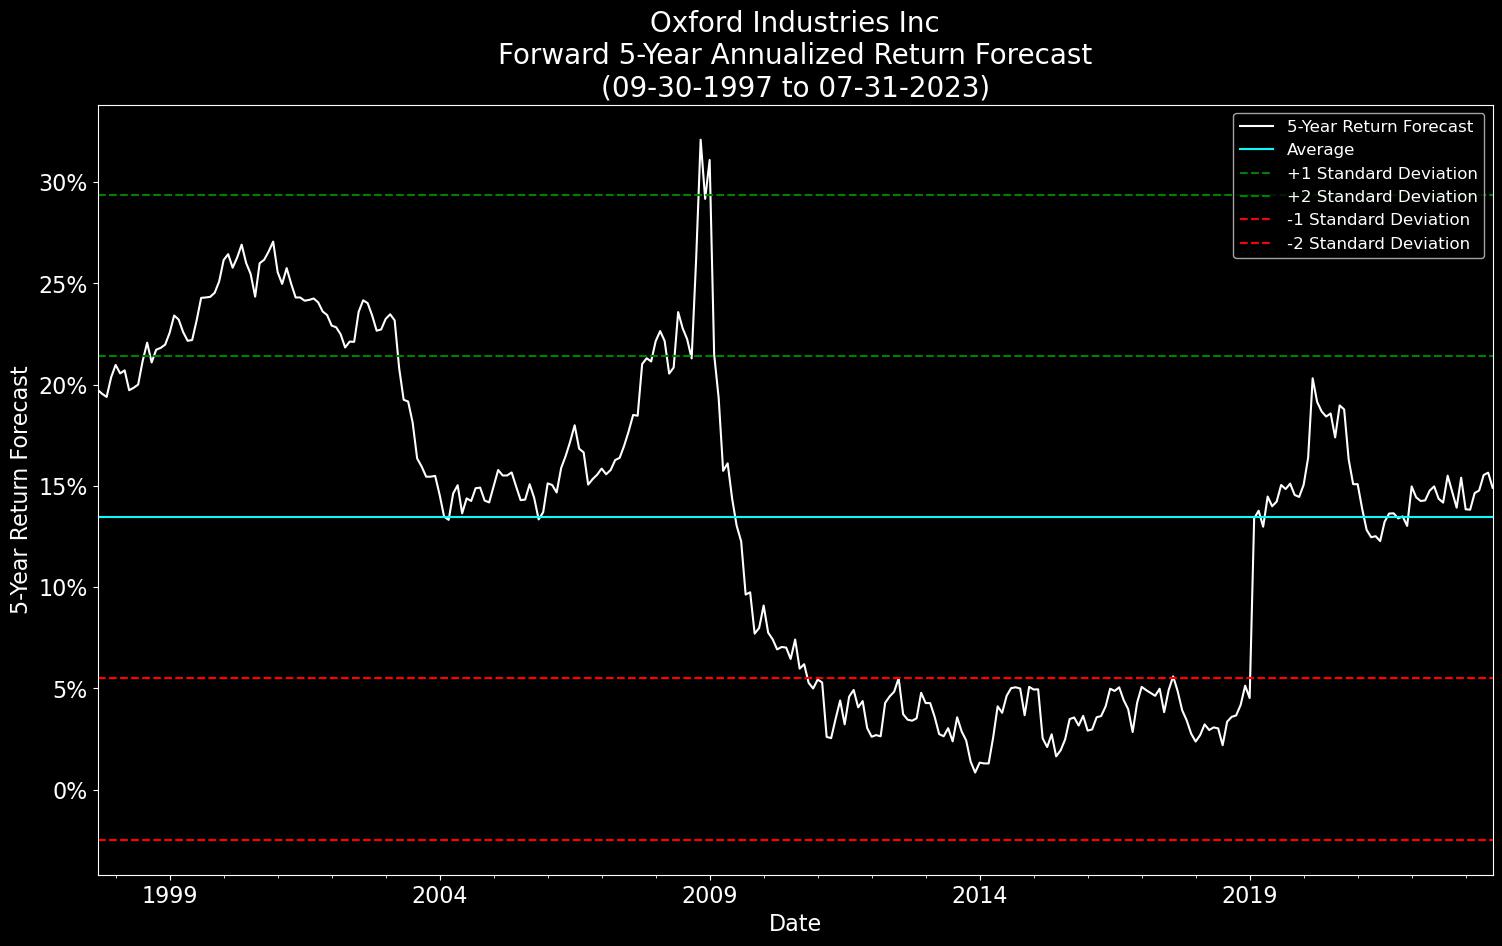 Oxford Industries Inc
Forward 5-Year Annualized Return Forecast
(09-30-1997 to 07-31-2023)
5-Year Return Forecast
Average
+1 Standard Deviation
+2 Standard Deviation
-1 Standard Deviation
-2 Standard Deviation
30%
25%
20%
15%
10%
5%
0%
5-Year Return Forecast
1999
2004
2009
2014
2019
Date